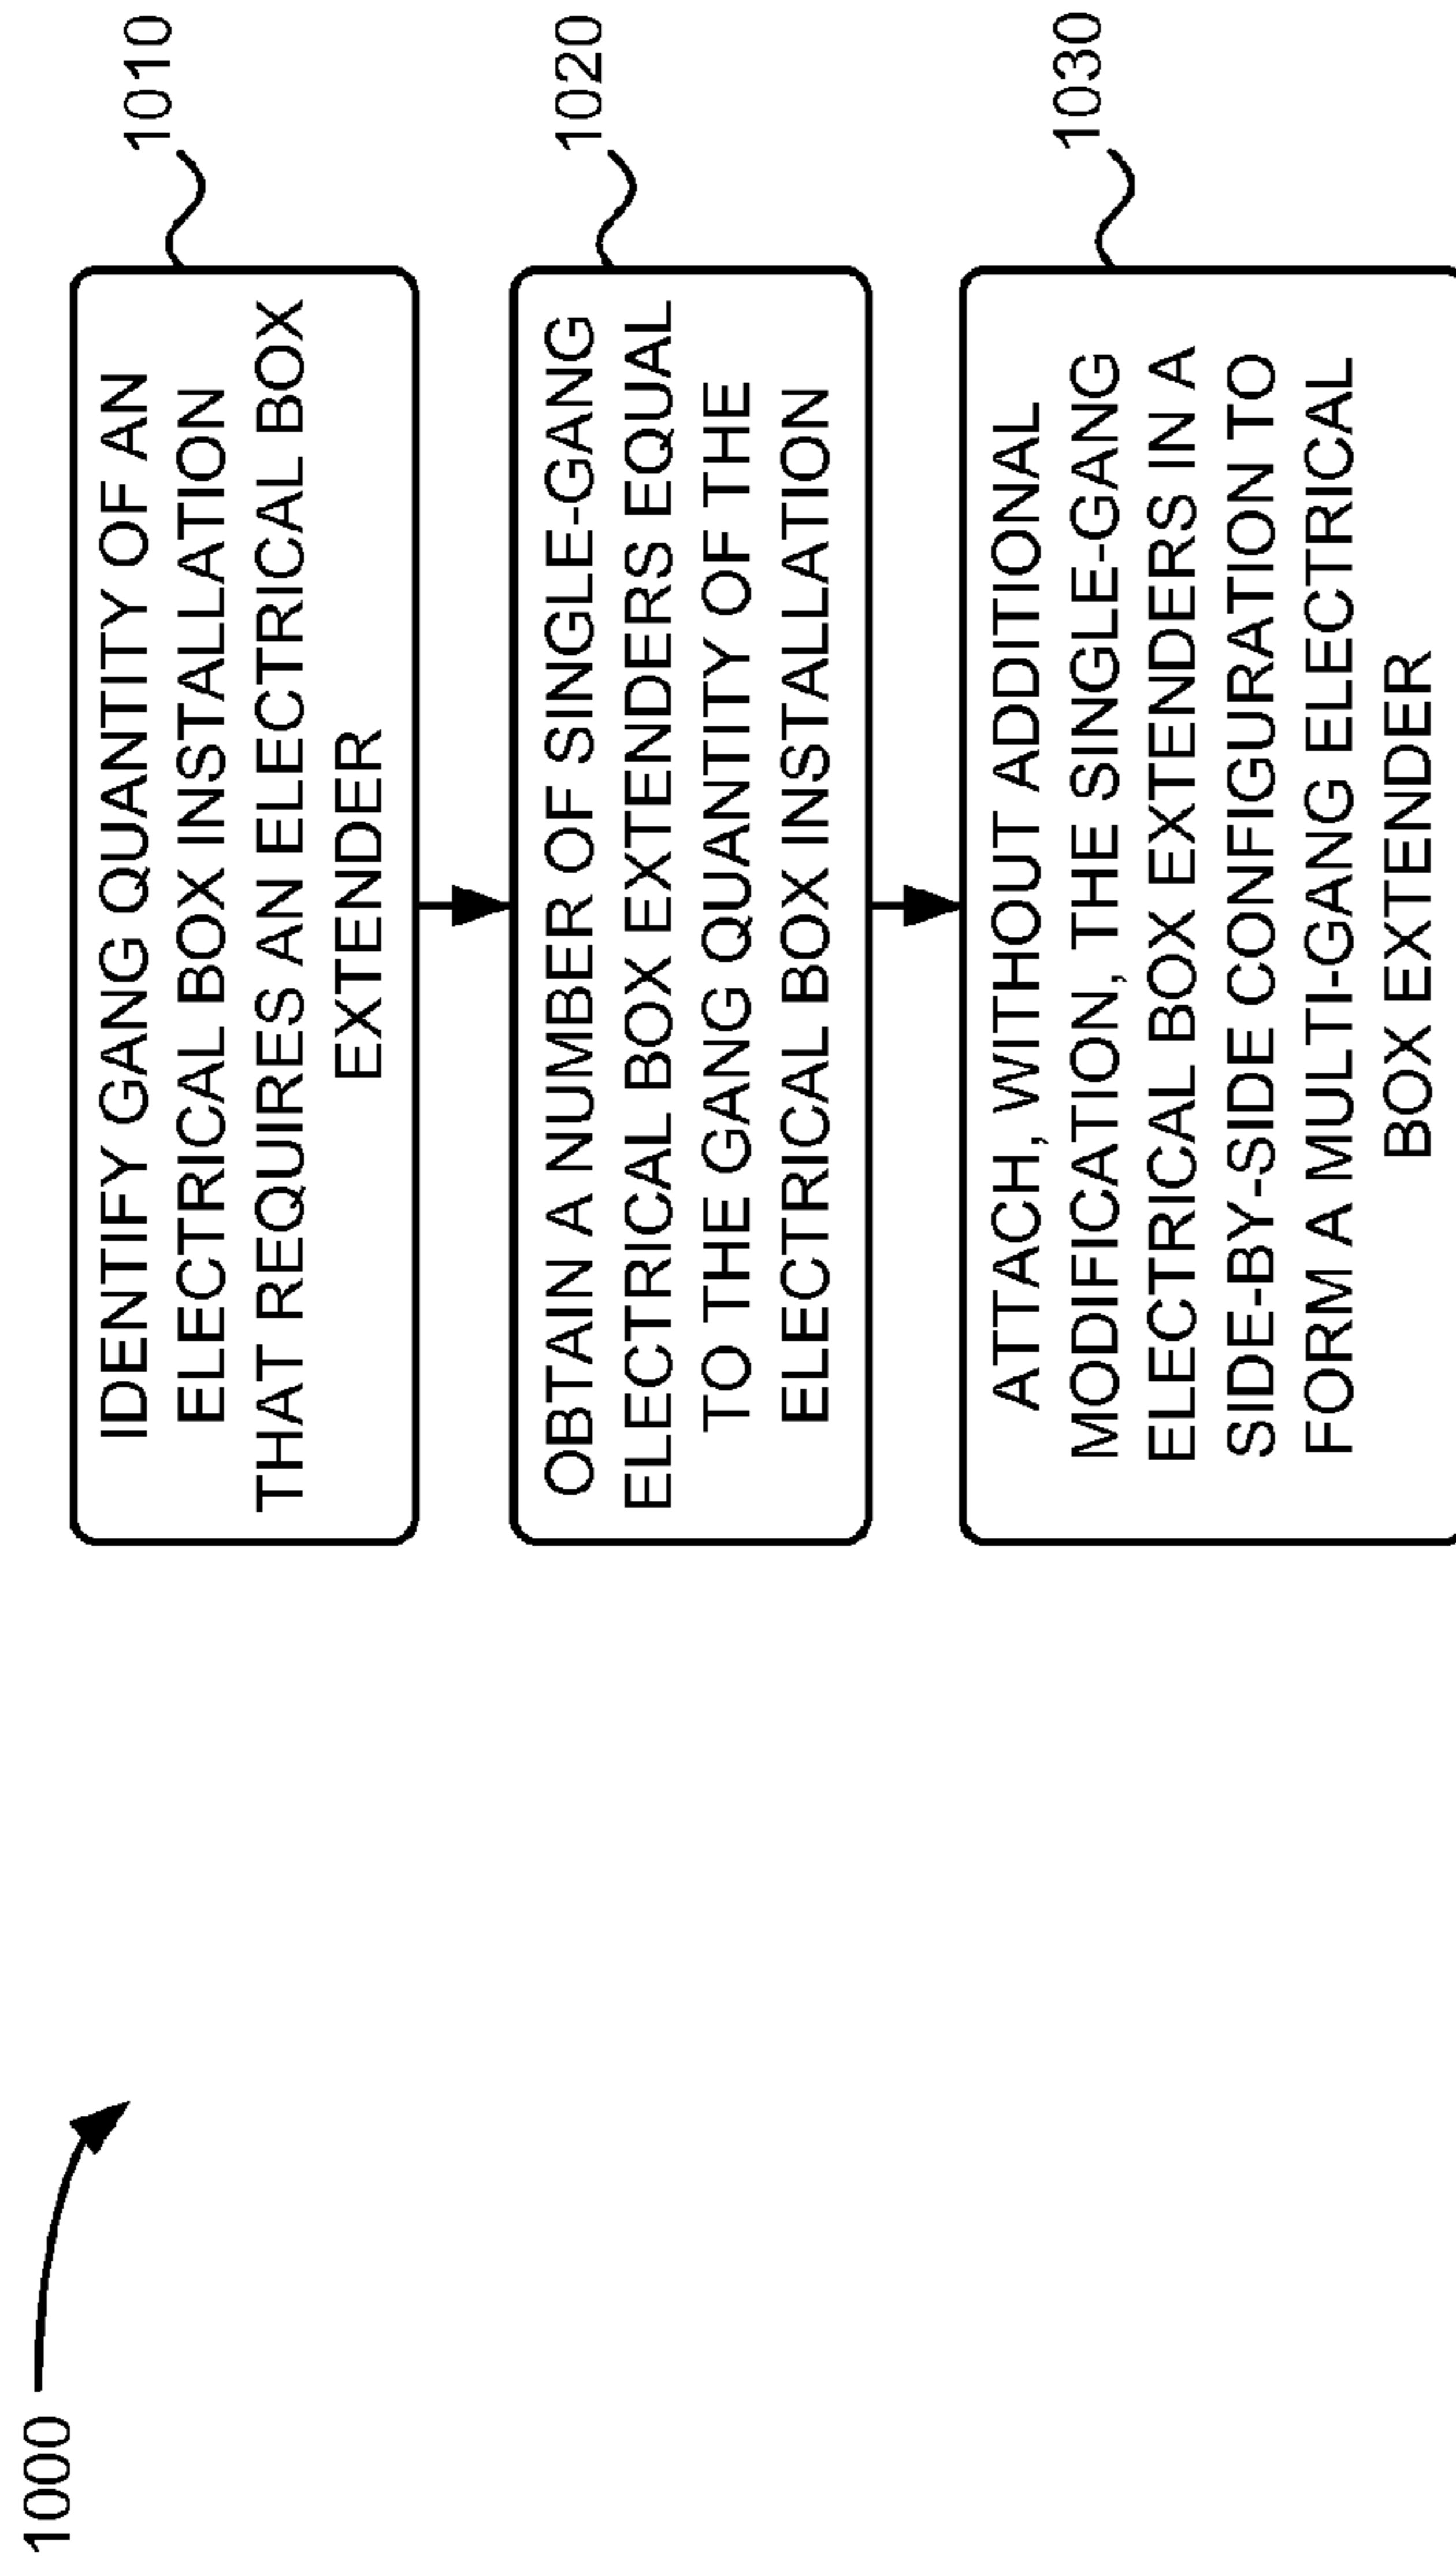 1000
IDENTIFY GANG QUANTITY OF AN
ELECTRICAL BOX INSTALLATION
THAT REQUIRES AN ELECTRICAL BOX
EXTENDER
1010
OBTAIN A NUMBER OF SINGLE-GANG
ELECTRICAL BOX EXTENDERS EQUAL
TO THE GANG QUANTITY OF THE
ELECTRICAL BOX INSTALLATION
1020
ATTACH, WITHOUT ADDITIONAL
MODIFICATION, THE SINGLE-GANG
ELECTRICAL BOX EXTENDERS IN A
SIDE-BY-SIDE CONFIGURATION TO
FORM A MULTI-GANG ELECTRICAL
BOX EXTENDER
1030